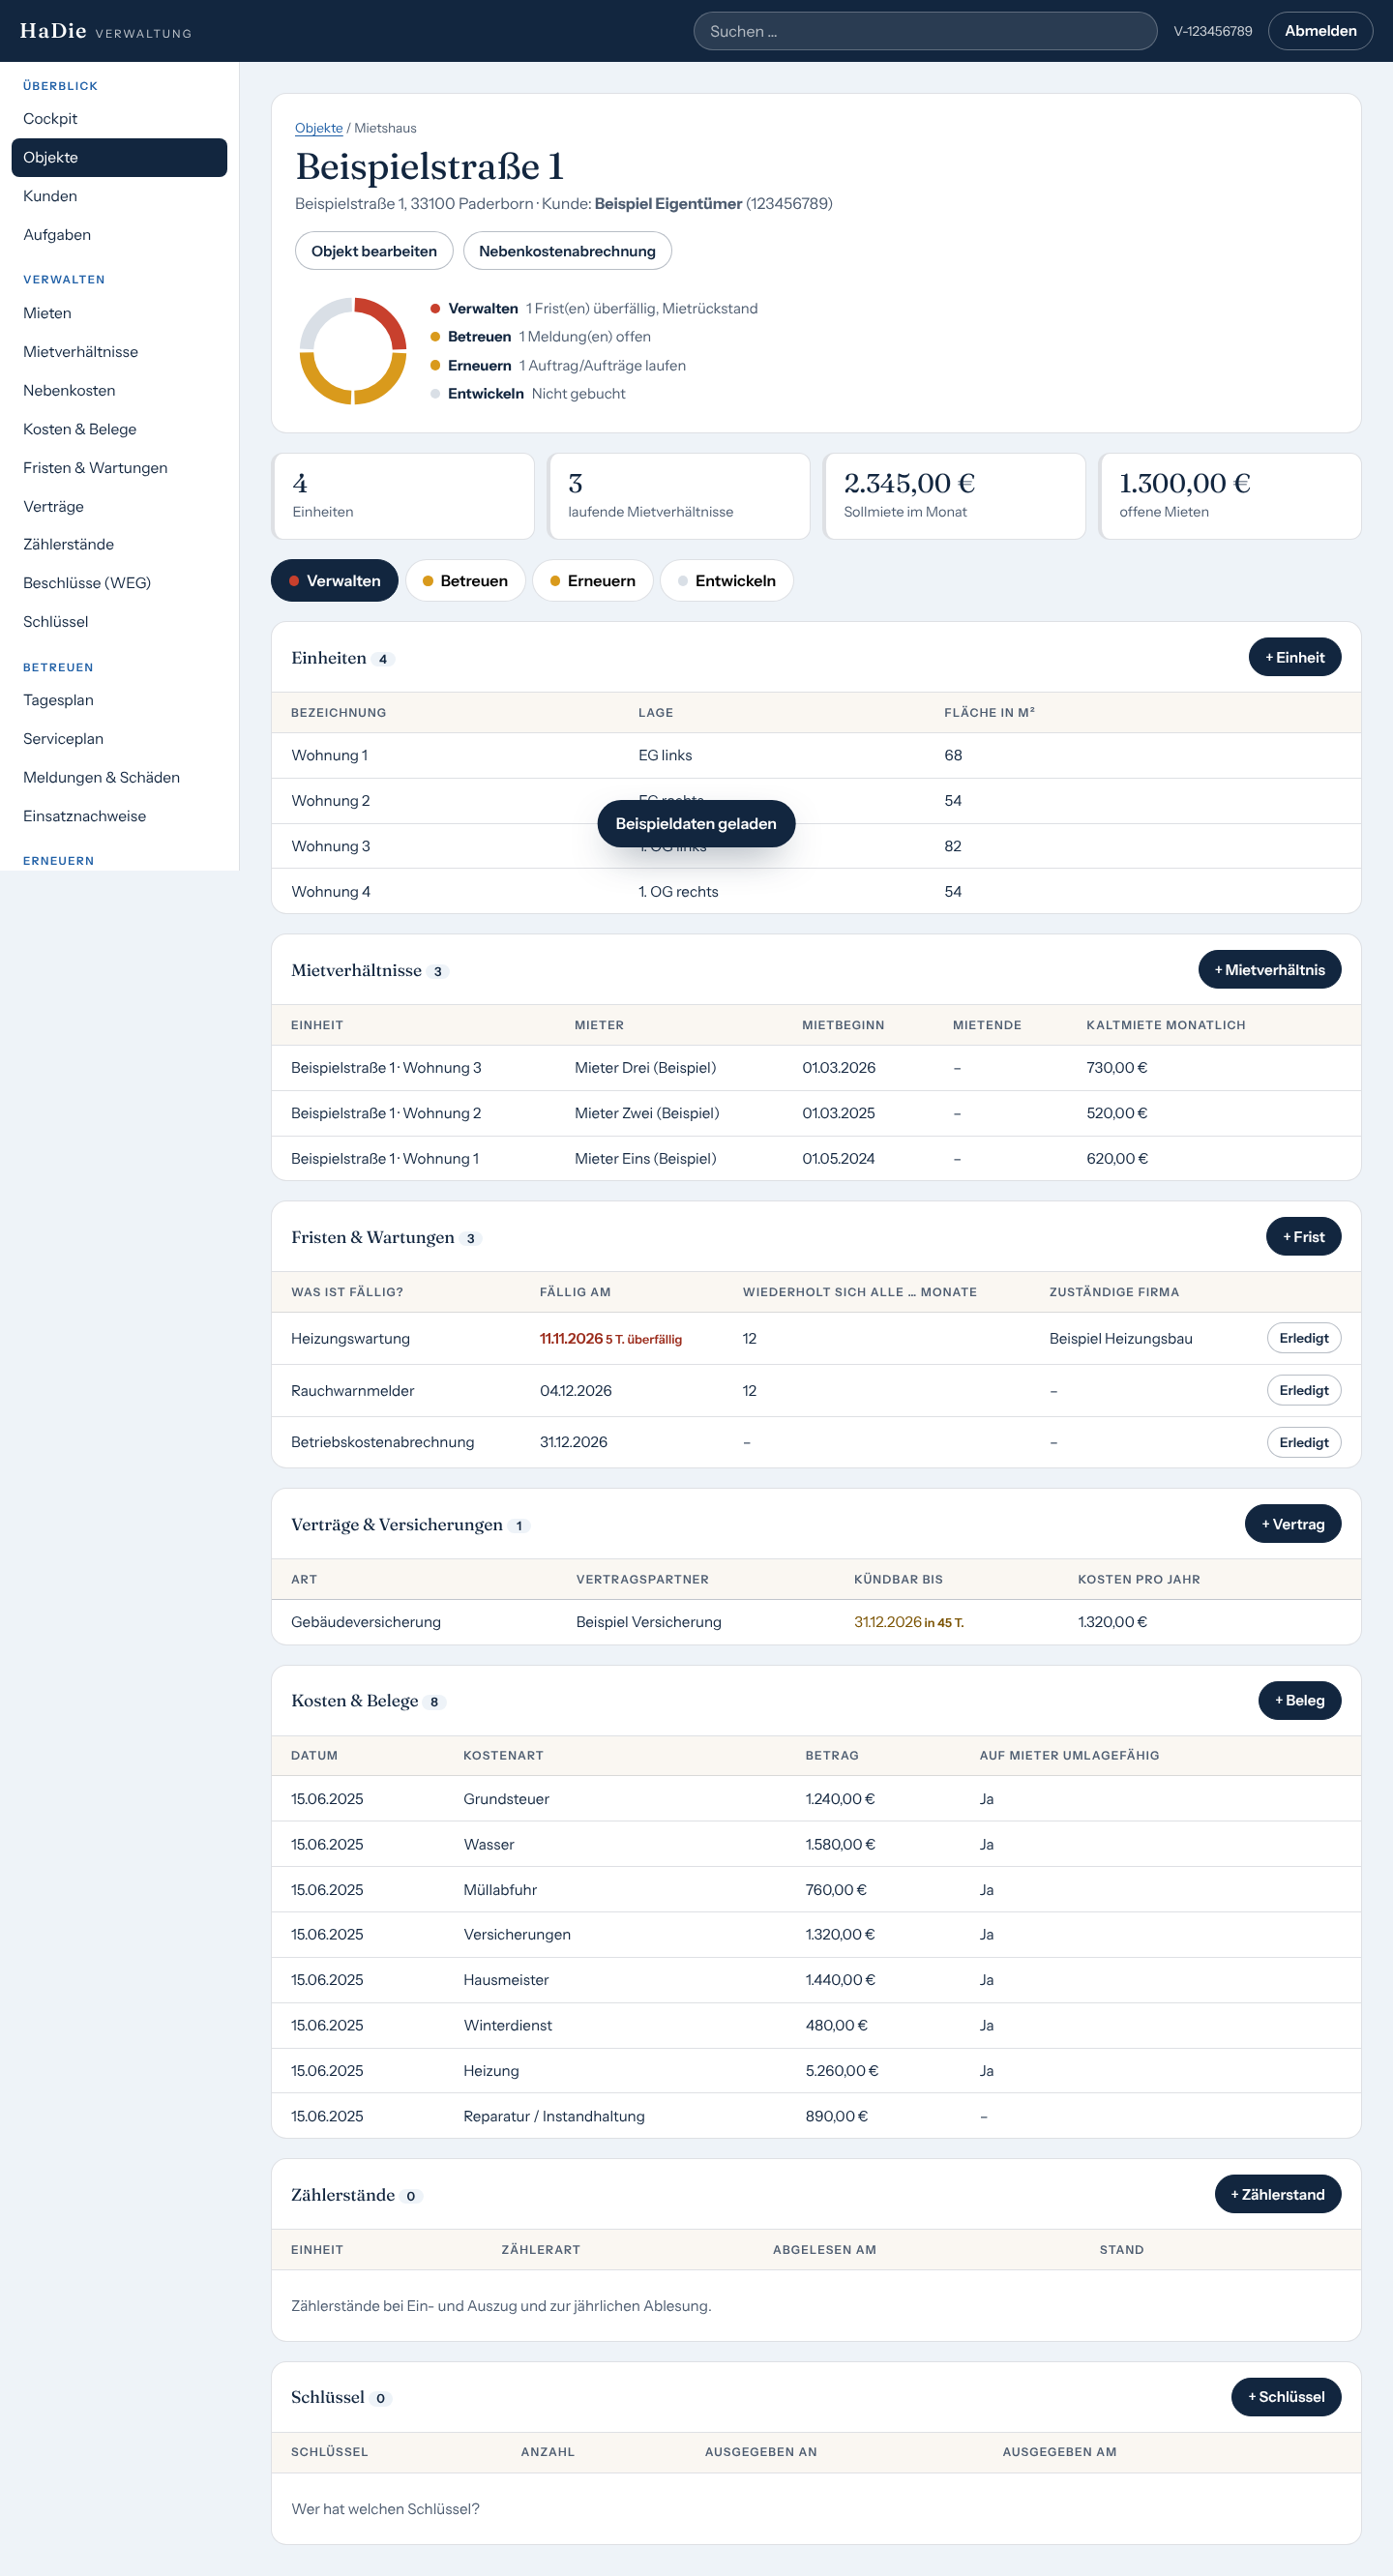 HaDie VERWALTUNG
Suchen ...
V-123456789
Abmelden
ÜBERBLICK
Cockpit
Objekte
Kunden
Aufgaben
VERWALTEN
Mieten
Mietverhältnisse
Nebenkosten
Kosten & Belege
Fristen & Wartungen
Verträge
Zählerstände
Beschlüsse (WEG)
Schlüssel
BETREUEN
Tagesplan
Serviceplan
Meldungen & Schäden
Einsatznachweise
ERNEUERN
Objekte / Mietshaus
Beispielstraße 1
Beispielstraße 1, 33100 Paderborn · Kunde: Beispiel Eigentümer (123456789)
Objekt bearbeiten
Nebenkostenabrechnung
Verwalten 1 Frist(en) überfällig, Mietrückstand
Betreuen 1 Meldung(en) offen
Erneuern 1 Auftrag/Aufträge laufen
Entwickeln Nicht gebucht
4
Einheiten
3
laufende Mietverhältnisse
2.345,00 €
Sollmiete im Monat
1.300,00 €
offene Mieten
Verwalten
Betreuen
Erneuern
Entwickeln
Einheiten 4
+ Einheit
BEZEICHNUNG LAGE FLÄCHE IN M²
Wohnung 1 EG links 68
Wohnung 2 EG rechts 54
Beispieldaten geladen
Wohnung 3 1. OG links 82
Wohnung 4 1. OG rechts 54
Mietverhältnisse 3
+ Mietverhältnis
EINHEIT MIETER MIETBEGINN MIETENDE KALTMIETE MONATLICH
Beispielstraße 1 · Wohnung 3 Mieter Drei (Beispiel) 01.03.2026 – 730,00 €
Beispielstraße 1 · Wohnung 2 Mieter Zwei (Beispiel) 01.03.2025 – 520,00 €
Beispielstraße 1 · Wohnung 1 Mieter Eins (Beispiel) 01.05.2024 – 620,00 €
Fristen & Wartungen 3
+ Frist
WAS IST FÄLLIG? FÄLLIG AM WIEDERHOLT SICH ALLE … MONATE ZUSTÄNDIGE FIRMA
Heizungswartung 11.11.2026 5 T. überfällig 12 Beispiel Heizungsbau Erledigt
Rauchwarnmelder 04.12.2026 12 – Erledigt
Betriebskostenabrechnung 31.12.2026 – – Erledigt
Verträge & Versicherungen 1
+ Vertrag
ART VERTRAGSPARTNER KÜNDBAR BIS KOSTEN PRO JAHR
Gebäudeversicherung Beispiel Versicherung 31.12.2026 in 45 T. 1.320,00 €
Kosten & Belege 8
+ Beleg
DATUM KOSTENART BETRAG AUF MIETER UMLAGEFÄHIG
15.06.2025 Grundsteuer 1.240,00 € Ja
15.06.2025 Wasser 1.580,00 € Ja
15.06.2025 Müllabfuhr 760,00 € Ja
15.06.2025 Versicherungen 1.320,00 € Ja
15.06.2025 Hausmeister 1.440,00 € Ja
15.06.2025 Winterdienst 480,00 € Ja
15.06.2025 Heizung 5.260,00 € Ja
15.06.2025 Reparatur / Instandhaltung 890,00 € –
Zählerstände 0
+ Zählerstand
EINHEIT ZÄHLERART ABGELESEN AM STAND
Zählerstände bei Ein- und Auszug und zur jährlichen Ablesung.
Schlüssel 0
+ Schlüssel
SCHLÜSSEL ANZAHL AUSGEGEBEN AN AUSGEGEBEN AM
Wer hat welchen Schlüssel?